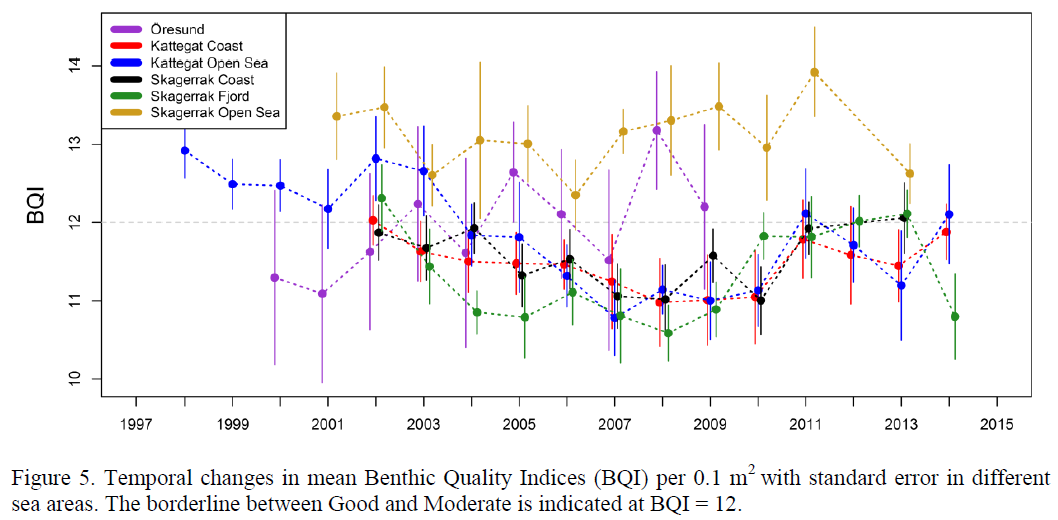 Öresund
Kattegat Coast
Kattegat Open Sea
Skagerrak Coast
Skagerrak Fjord
Skagerrak Open Sea
14
13
12
11
10
BQI
1997 1999 2001 2003 2005 2007 2009 2011 2013 2015
Figure 5. Temporal changes in mean Benthic Quality Indices (BQI) per 0.1 m² with standard error in different
sea areas. The borderline between Good and Moderate is indicated at BQI = 12.